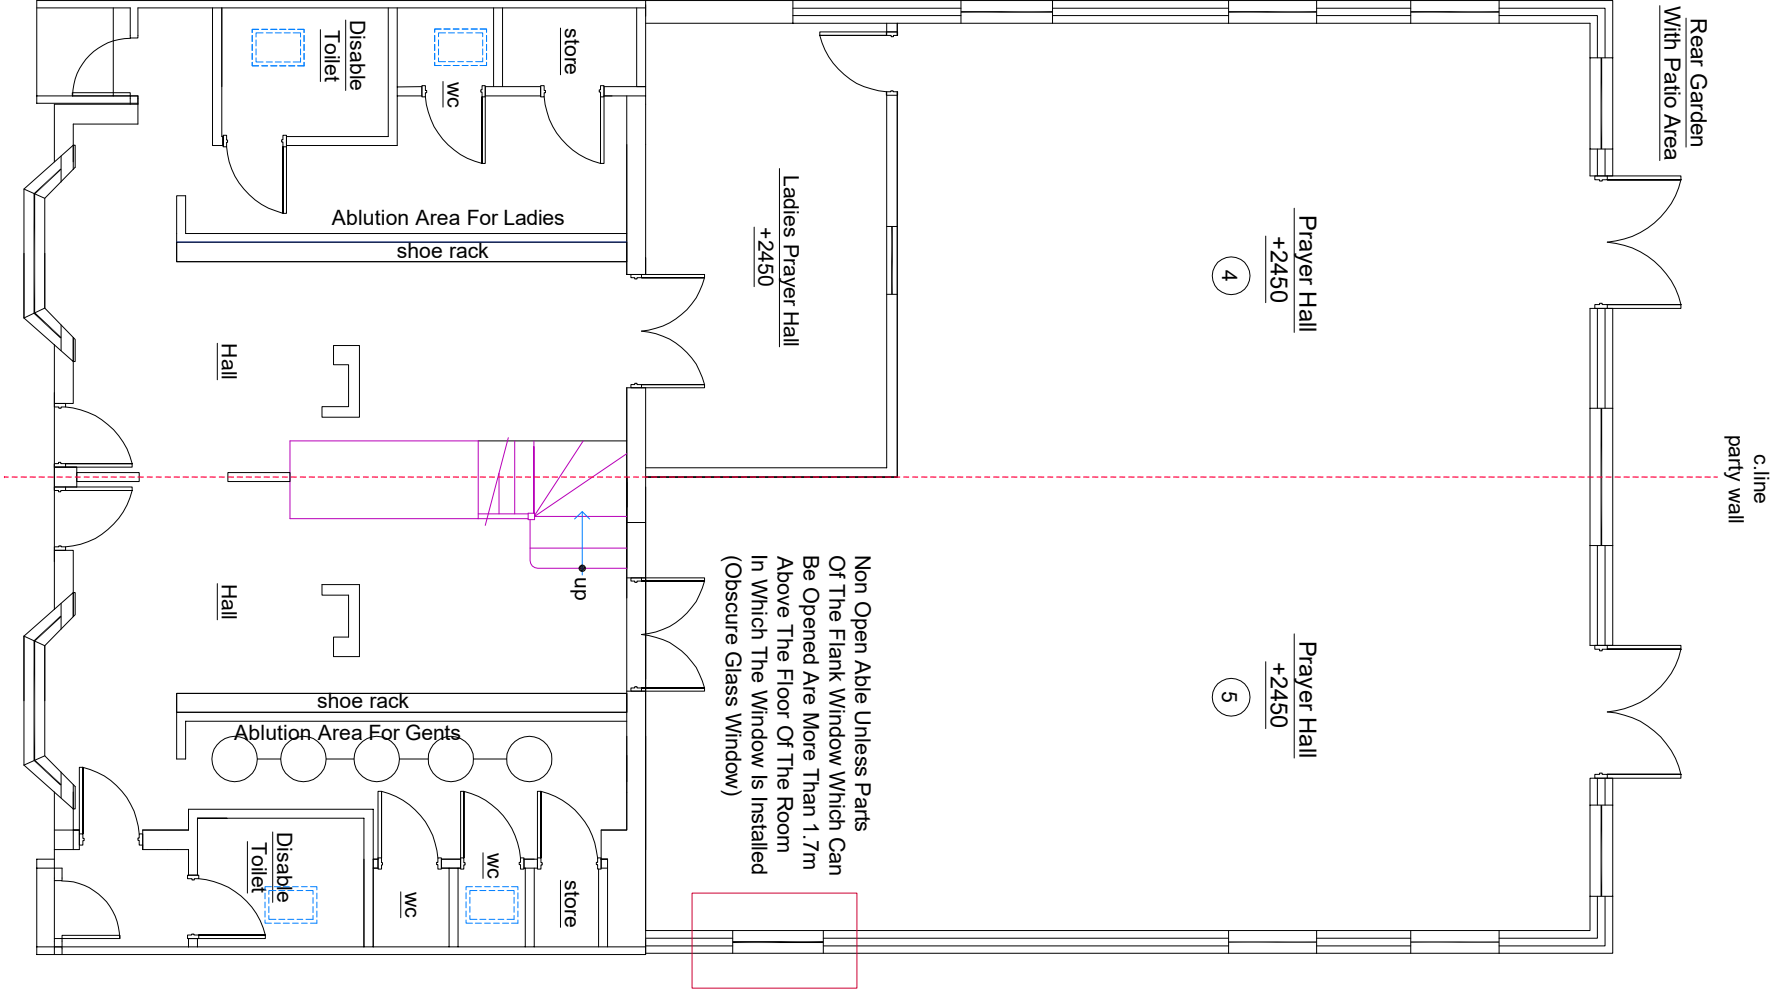 Rear Garden
With Patio Area
c.line
party wall
Disable
Toilet
wc
store
Ablution Area For Ladies
shoe rack
Ladies Prayer Hall
+2450
Prayer Hall
+2450
4
Hall
up
Hall
Non Open Able Unless Parts
Of The Flank Window Which Can
Be Opened Are More Than 1.7m
Above The Floor Of The Room
In Which The Window Is Installed
(Obscure Glass Window)
Prayer Hall
+2450
5
shoe rack
Ablution Area For Gents
Disable
Toilet
wc
wc
store